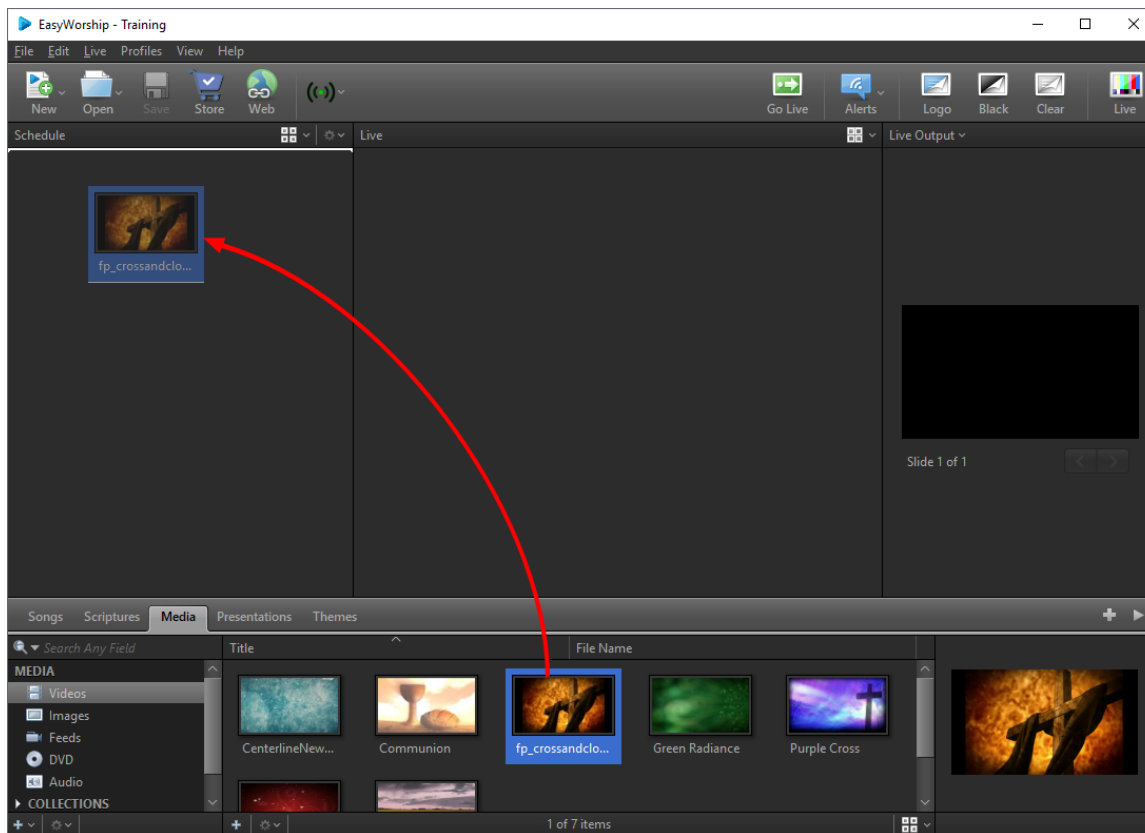 EasyWorship - Training
File Edit Live Profiles View Help
New Open Save Store Web Go Live Alerts Logo Black Clear Live
Schedule Live Live Output
fp_crossandclo...
Slide 1 of 1
Songs Scriptures Media Presentations Themes
Search Any Field Title File Name
MEDIA
Videos
Images
Feeds
DVD
Audio
COLLECTIONS
CenterlineNew... Communion fp_crossandclo... Green Radiance Purple Cross
1 of 7 items